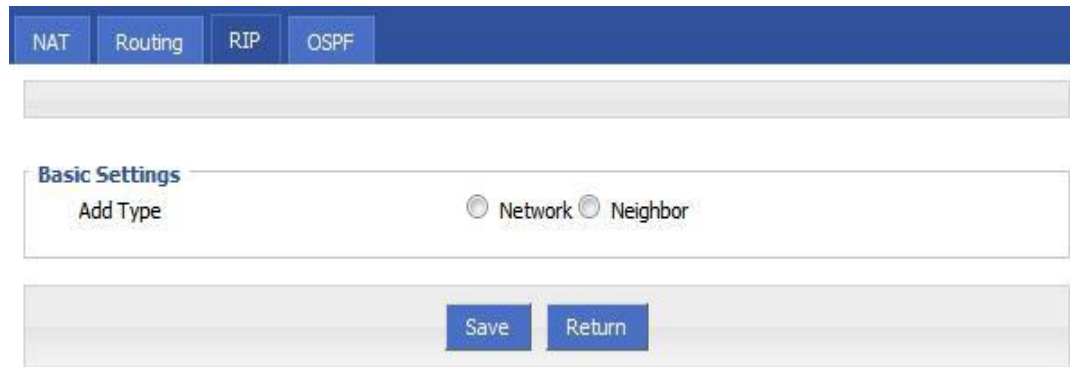 NAT Routing RIP OSPF
Basic Settings
Add Type Network Neighbor
Save Return